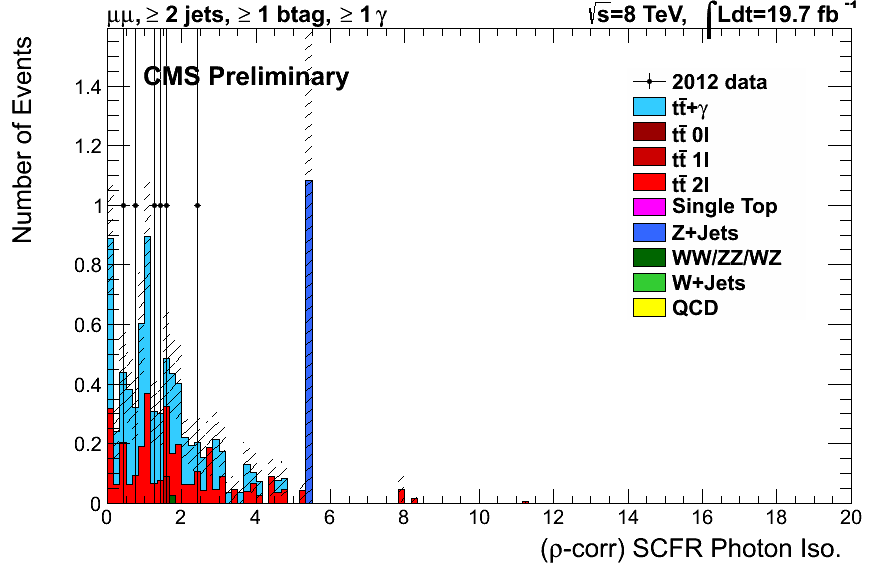 μμ, ≥ 2 jets, ≥ 1 btag, ≥ 1 γ
√s=8 TeV, ∫Ldt=19.7 fb⁻¹
CMS Preliminary
Number of Events
1.4
1.2
1
0.8
0.6
0.4
0.2
0
2012 data
tt̄+γ
tt̄ 0l
tt̄ 1l
tt̄ 2l
Single Top
Z+Jets
WW/ZZ/WZ
W+Jets
QCD
0 2 4 6 8 10 12 14 16 18 20
(ρ-corr) SCFR Photon Iso.